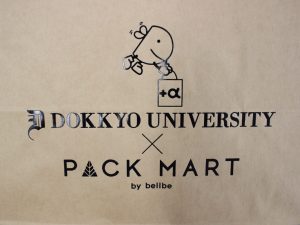 +α
D DOKKYO UNIVERSITY
×
PACK MART
by bellbe